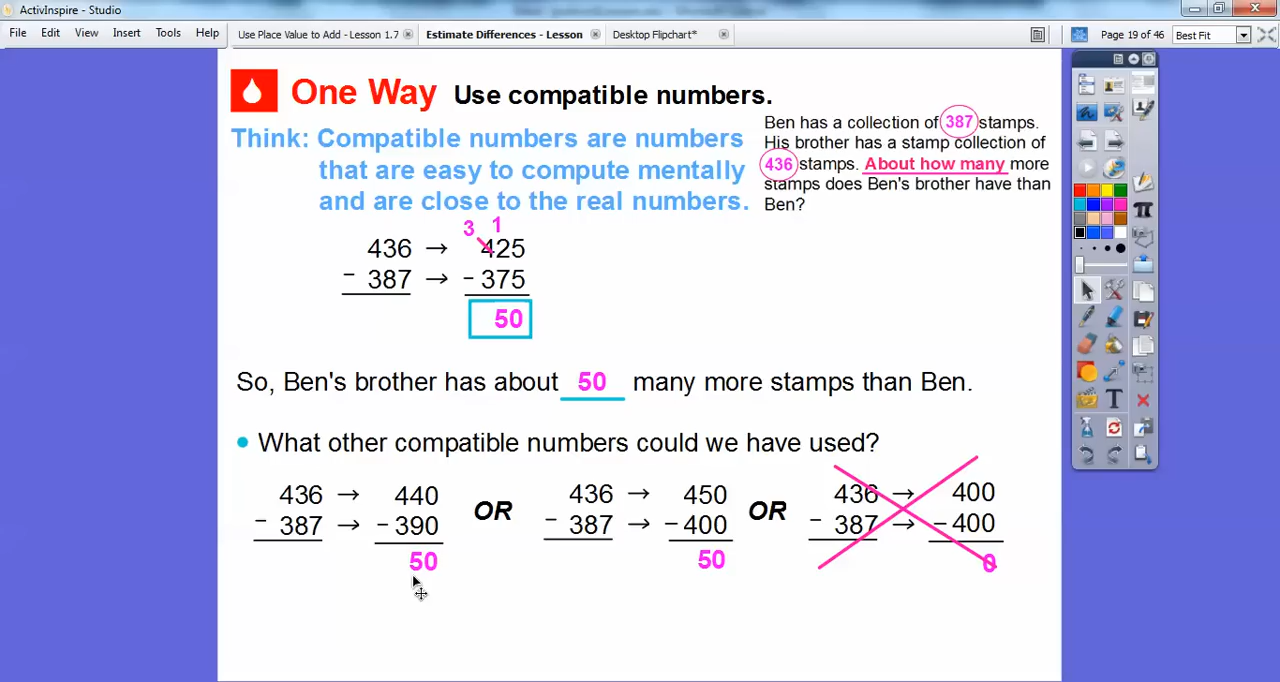 ActivInspire - Studio
File Edit View Insert Tools Help
Use Place Value to Add - Lesson 1.7 Estimate Differences - Lesson Desktop Flipchart*
Page 19 of 46 Best Fit
One Way Use compatible numbers.
Think: Compatible numbers are numbers
that are easy to compute mentally
and are close to the real numbers.
Ben has a collection of 387 stamps.
His brother has a stamp collection of
436 stamps. About how many more
stamps does Ben's brother have than
Ben?
3 1
436 → 425
- 387 → - 375
50
So, Ben's brother has about 50 many more stamps than Ben.
• What other compatible numbers could we have used?
436 → 440
- 387 → - 390
50
OR
436 → 450
- 387 → - 400
50
OR
436 → 400
- 387 → - 400
0